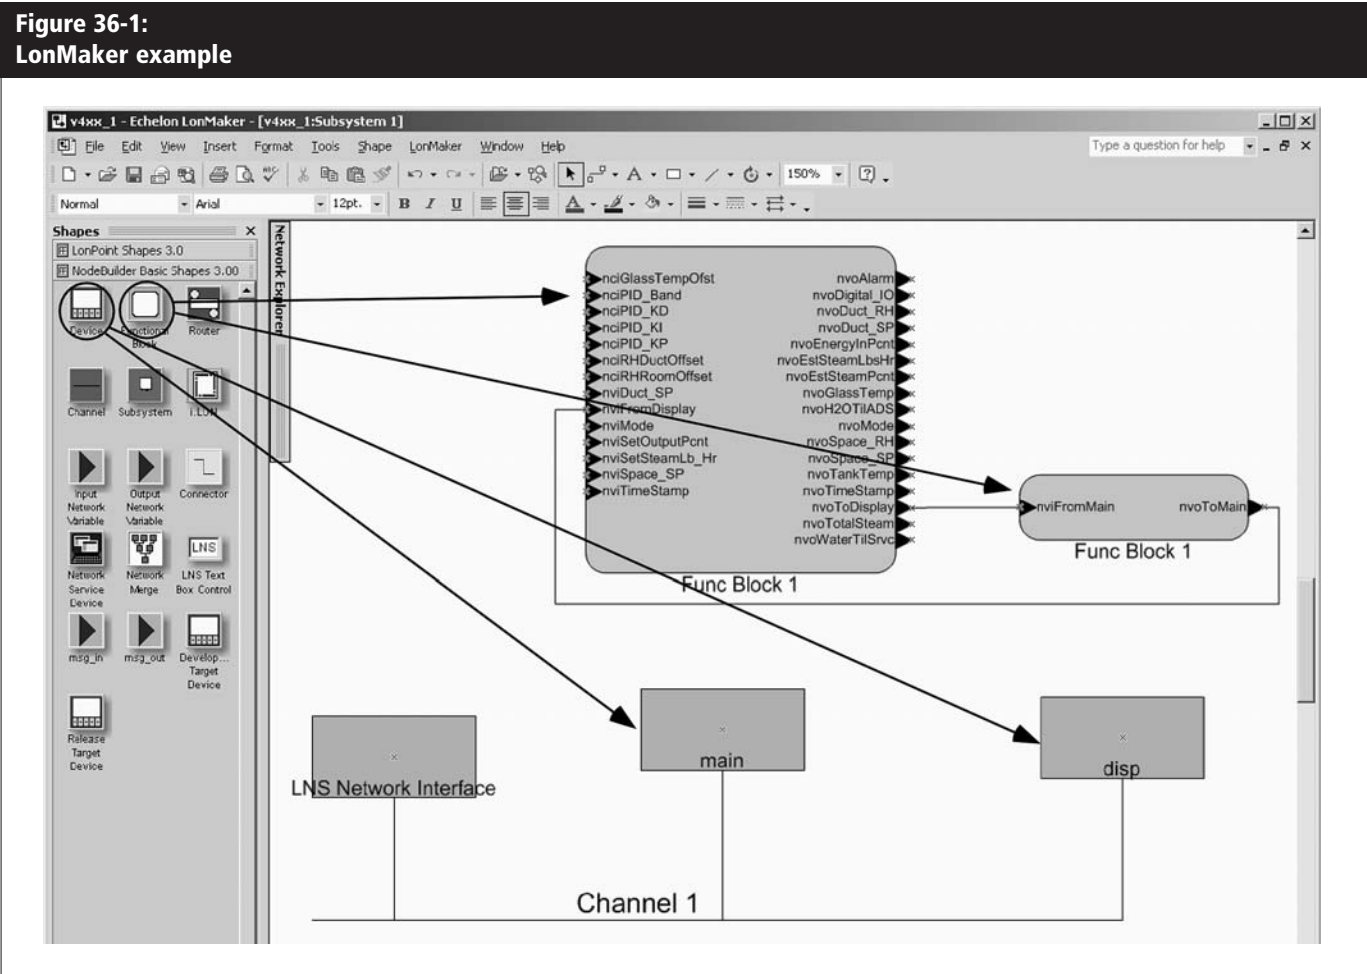 Figure 36-1:
LonMaker example
v4xx_1 - Echelon LonMaker - [v4xx_1:Subsystem 1]
File Edit View Insert Format Tools Shape LonMaker Window Help
Type a question for help
150%
Normal
Arial
12pt.
B I U
Shapes
LonPoint Shapes 3.0
NodeBuilder Basic Shapes 3.00
Network Explorer
Device
Functional
Block
Router
Channel
Subsystem
i.LON
Input
Network
Variable
Output
Network
Variable
Connector
LNS
Network
Service
Device
Network
Merge
LNS Text
Box Control
msg_in
msg_out
Develop...
Target
Device
Release
Target
Device
nciGlassTempOfst
nciPID_Band
nciPID_KD
nciPID_KI
nciPID_KP
nciRHDuctOffset
nciRHRoomOffset
nviDuct_SP
nviFromDisplay
nviMode
nviSetOutputPcnt
nviSetSteamLb_Hr
nviSpace_SP
nviTimeStamp
nvoAlarm
nvoDigital_IO
nvoDuct_RH
nvoDuct_SP
nvoEnergyInPcnt
nvoEstSteamLbsHr
nvoEstSteamPcnt
nvoGlassTemp
nvoH2OTilADS
nvoMode
nvoSpace_RH
nvoSpace_SP
nvoTankTemp
nvoTimeStamp
nvoToDisplay
nvoTotalSteam
nvoWaterTilSrvc
Func Block 1
nviFromMain
nvoToMain
Func Block 1
LNS Network Interface
main
disp
Channel 1